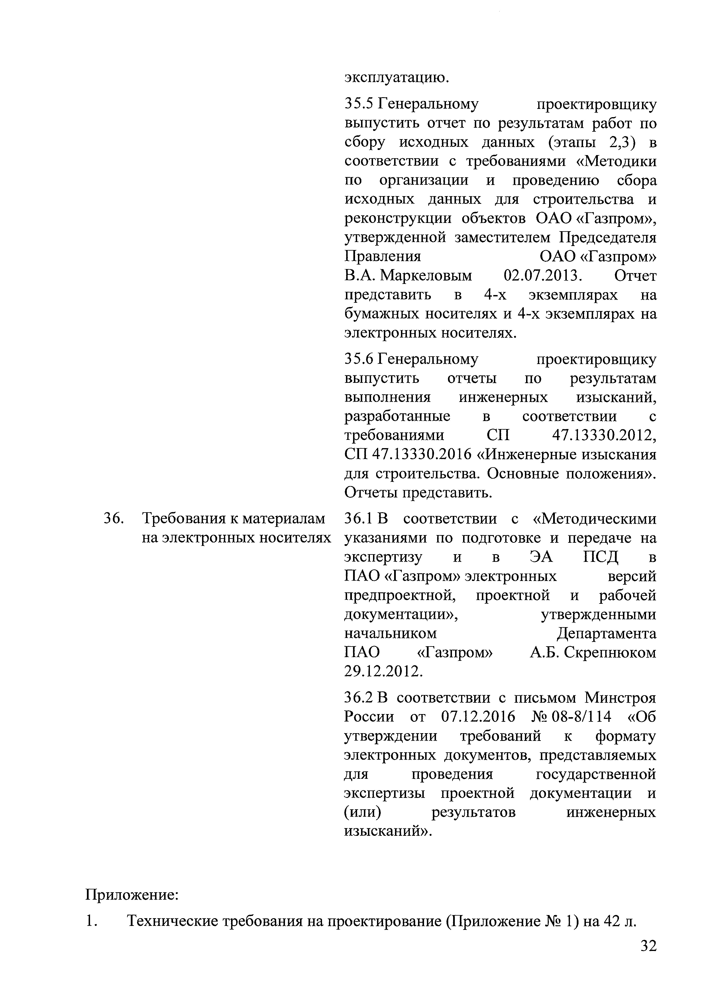 эксплуатацию.
35.5 Генеральному проектировщику
выпустить отчет по результатам работ по
сбору исходных данных (этапы 2,3) в
соответствии с требованиями «Методики
по организации и проведению сбора
исходных данных для строительства и
реконструкции объектов ОАО «Газпром»,
утвержденной заместителем Председателя
Правления ОАО «Газпром»
В.А. Маркеловым 02.07.2013. Отчет
представить в 4-х экземплярах на
бумажных носителях и 4-х экземплярах на
электронных носителях.
35.6 Генеральному проектировщику
выпустить отчеты по результатам
выполнения инженерных изысканий,
разработанные в соответствии с
требованиями СП 47.13330.2012,
СП 47.13330.2016 «Инженерные изыскания
для строительства. Основные положения».
Отчеты представить.
36. Требования к материалам
на электронных носителях
36.1 В соответствии с «Методическими
указаниями по подготовке и передаче на
экспертизу и в ЭА ПСД в
ПАО «Газпром» электронных версий
предпроектной, проектной и рабочей
документации», утвержденными
начальником Департамента
ПАО «Газпром» А.Б. Скрепнюком
29.12.2012.
36.2 В соответствии с письмом Минстроя
России от 07.12.2016 № 08-8/114 «Об
утверждении требований к формату
электронных документов, представляемых
для проведения государственной
экспертизы проектной документации и
(или) результатов инженерных
изысканий».
Приложение:
1. Технические требования на проектирование (Приложение № 1) на 42 л.
32